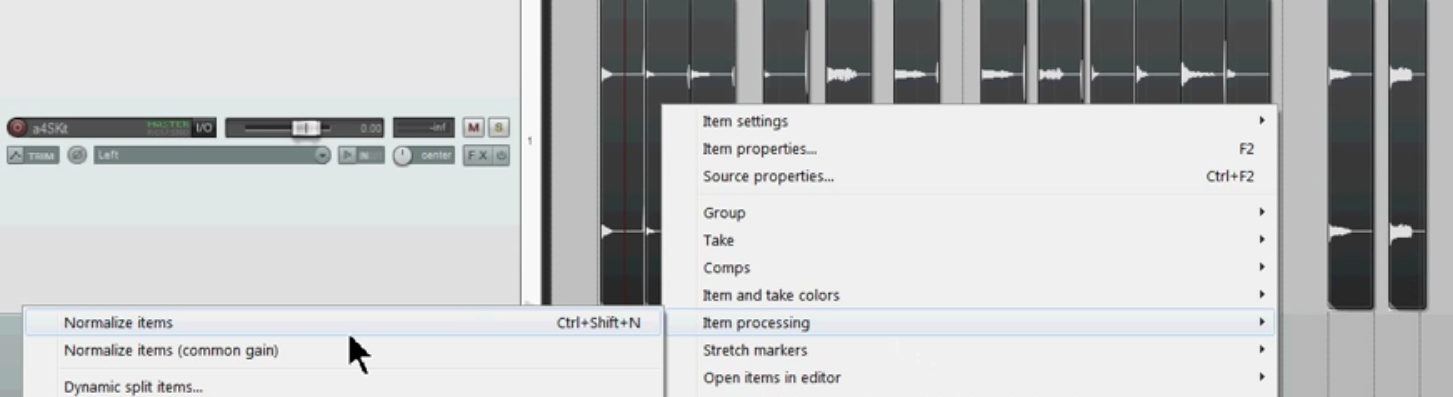 Item settings
Item properties... F2
Source properties... Ctrl+F2
Group
Take
Comps
Item and take colors
Item processing
Stretch markers
Open items in editor
a4SKt MASTER I/O 0.00 -inf M S
TRIM Left IN center FX
1
Normalize items Ctrl+Shift+N
Normalize items (common gain)
Dynamic split items...